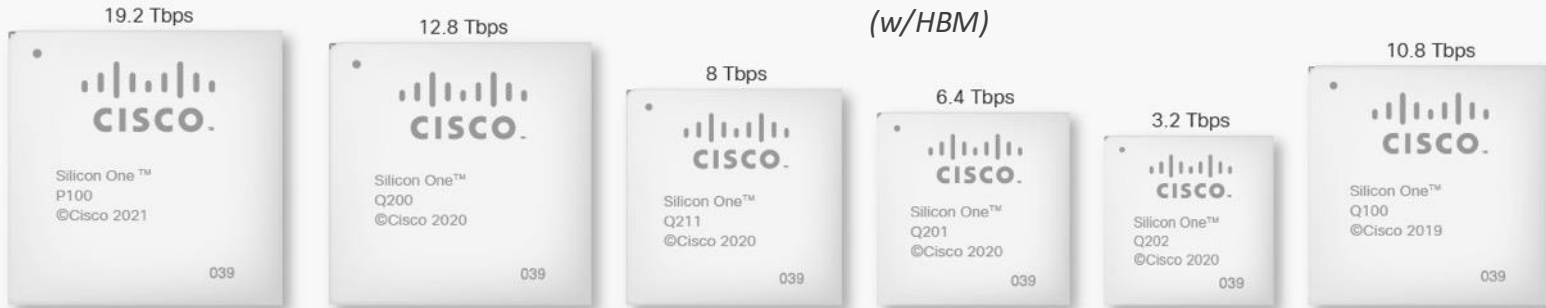 (w/HBM)
19.2 Tbps
CISCO
Silicon One™
P100
©Cisco 2021
039
12.8 Tbps
CISCO
Silicon One™
Q200
©Cisco 2020
039
8 Tbps
CISCO
Silicon One™
Q211
©Cisco 2020
039
6.4 Tbps
CISCO
Silicon One™
Q201
©Cisco 2020
039
3.2 Tbps
CISCO
Silicon One™
Q202
©Cisco 2020
039
10.8 Tbps
CISCO
Silicon One™
Q100
©Cisco 2019
039